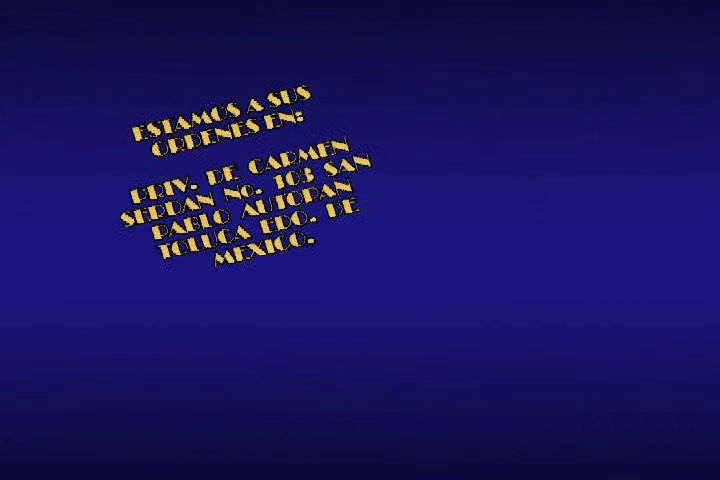 ESTAMOS A SUS
ORDENES EN:
PRIV. DE CARMEN
SERDAN No. 103 SAN
PABLO AUTOPAN
TOLUCA EDO. DE
MEXICO.